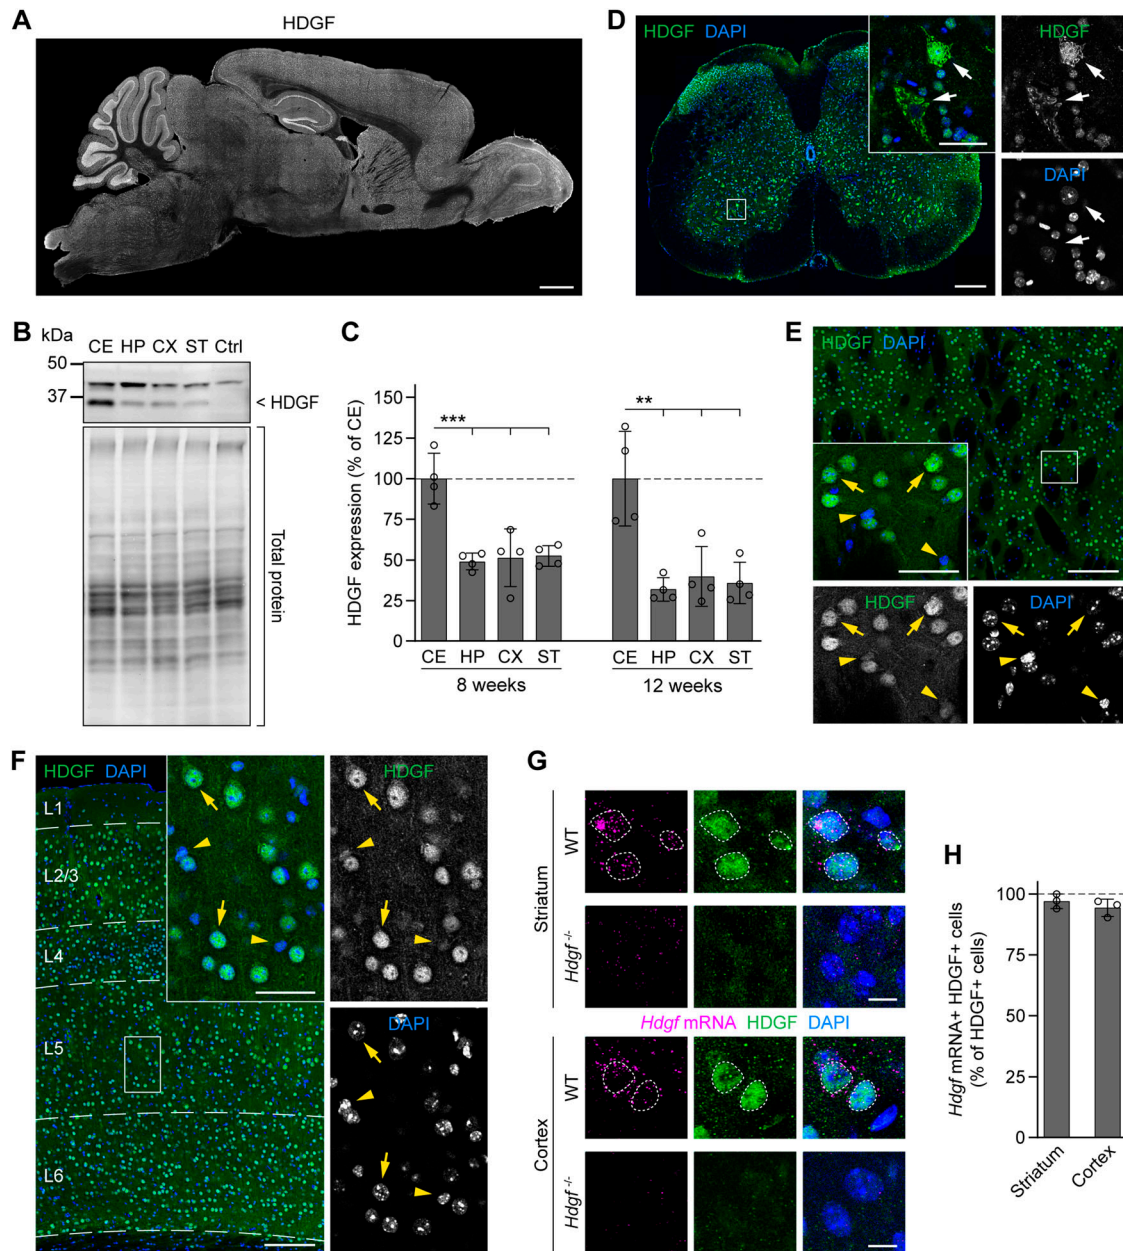 A
HDGF
B
kDa
CE HP CX ST Ctrl
50
37
< HDGF
Total protein
C
HDGF expression (% of CE)
150
125
100
75
50
25
0
***
**
CE HP CX ST
CE HP CX ST
8 weeks
12 weeks
D
HDGF DAPI
HDGF
DAPI
E
HDGF DAPI
HDGF
DAPI
F
HDGF DAPI
HDGF
DAPI
L1
L2/3
L4
L5
L6
G
Striatum
WT
Hdgf -/-
Hdgf mRNA HDGF DAPI
Cortex
WT
Hdgf -/-
H
Hdgf mRNA+ HDGF+ cells
(% of HDGF+ cells)
100
75
50
25
0
Striatum
Cortex